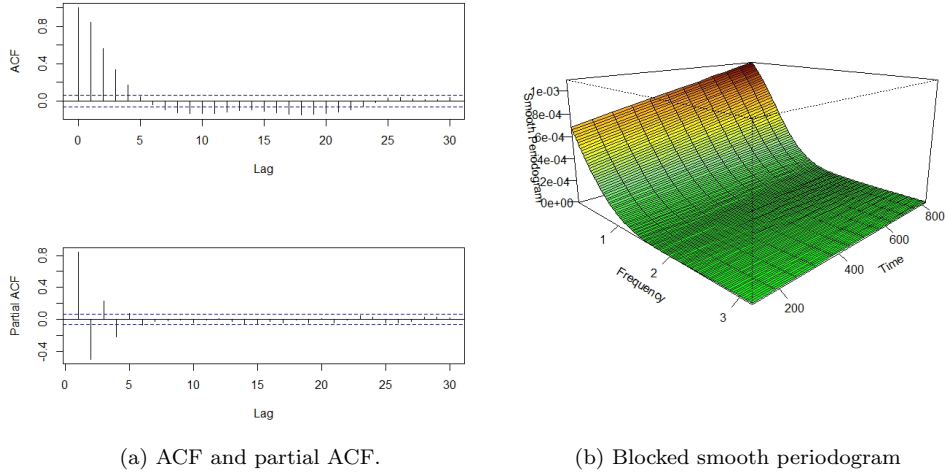 ACF
0.0 0.4 0.8
0 5 10 15 20 25 30
Lag
Partial ACF
-0.4 0.0 0.4 0.8
0 5 10 15 20 25 30
Lag
(a) ACF and partial ACF.
Smooth Periodogram
1e-03
8e-04
6e-04
4e-04
2e-04
0e+00
1
2
3
Frequency
200
400
600
800
Time
(b) Blocked smooth periodogram